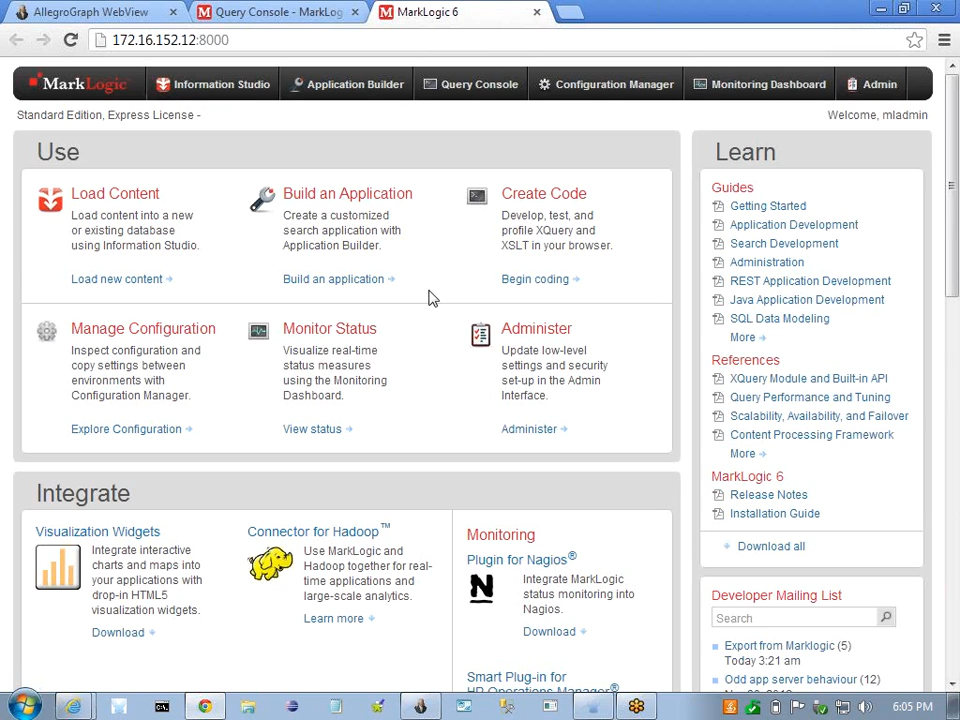 AllegroGraph WebView
Query Console - MarkLog
MarkLogic 6
172.16.152.12:8000
MarkLogic
Information Studio
Application Builder
Query Console
Configuration Manager
Monitoring Dashboard
Admin
Standard Edition, Express License -
Welcome, mladmin
Use
Load Content
Load content into a new
or existing database
using Information Studio.
Load new content
Build an Application
Create a customized
search application with
Application Builder.
Build an application
Create Code
Develop, test, and
profile XQuery and
XSLT in your browser.
Begin coding
Manage Configuration
Inspect configuration and
copy settings between
environments with
Configuration Manager.
Explore Configuration
Monitor Status
Visualize real-time
status measures
using the Monitoring
Dashboard.
View status
Administer
Update low-level
settings and security
set-up in the Admin
Interface.
Administer
Integrate
Visualization Widgets
Integrate interactive
charts and maps into
your applications with
drop-in HTML5
visualization widgets.
Download
Connector for Hadoop™
Use MarkLogic and
Hadoop together for real-
time applications and
large-scale analytics.
Learn more
Monitoring
Plugin for Nagios®
N
Integrate MarkLogic
status monitoring into
Nagios.
Download
Smart Plug-in for
HP Operations Manager®
Learn
Guides
Getting Started
Application Development
Search Development
Administration
REST Application Development
Java Application Development
SQL Data Modeling
More
References
XQuery Module and Built-in API
Query Performance and Tuning
Scalability, Availability, and Failover
Content Processing Framework
More
MarkLogic 6
Release Notes
Installation Guide
Download all
Developer Mailing List
Search
Export from Marklogic (5)
Today 3:21 am
Odd app server behaviour (12)
6:05 PM